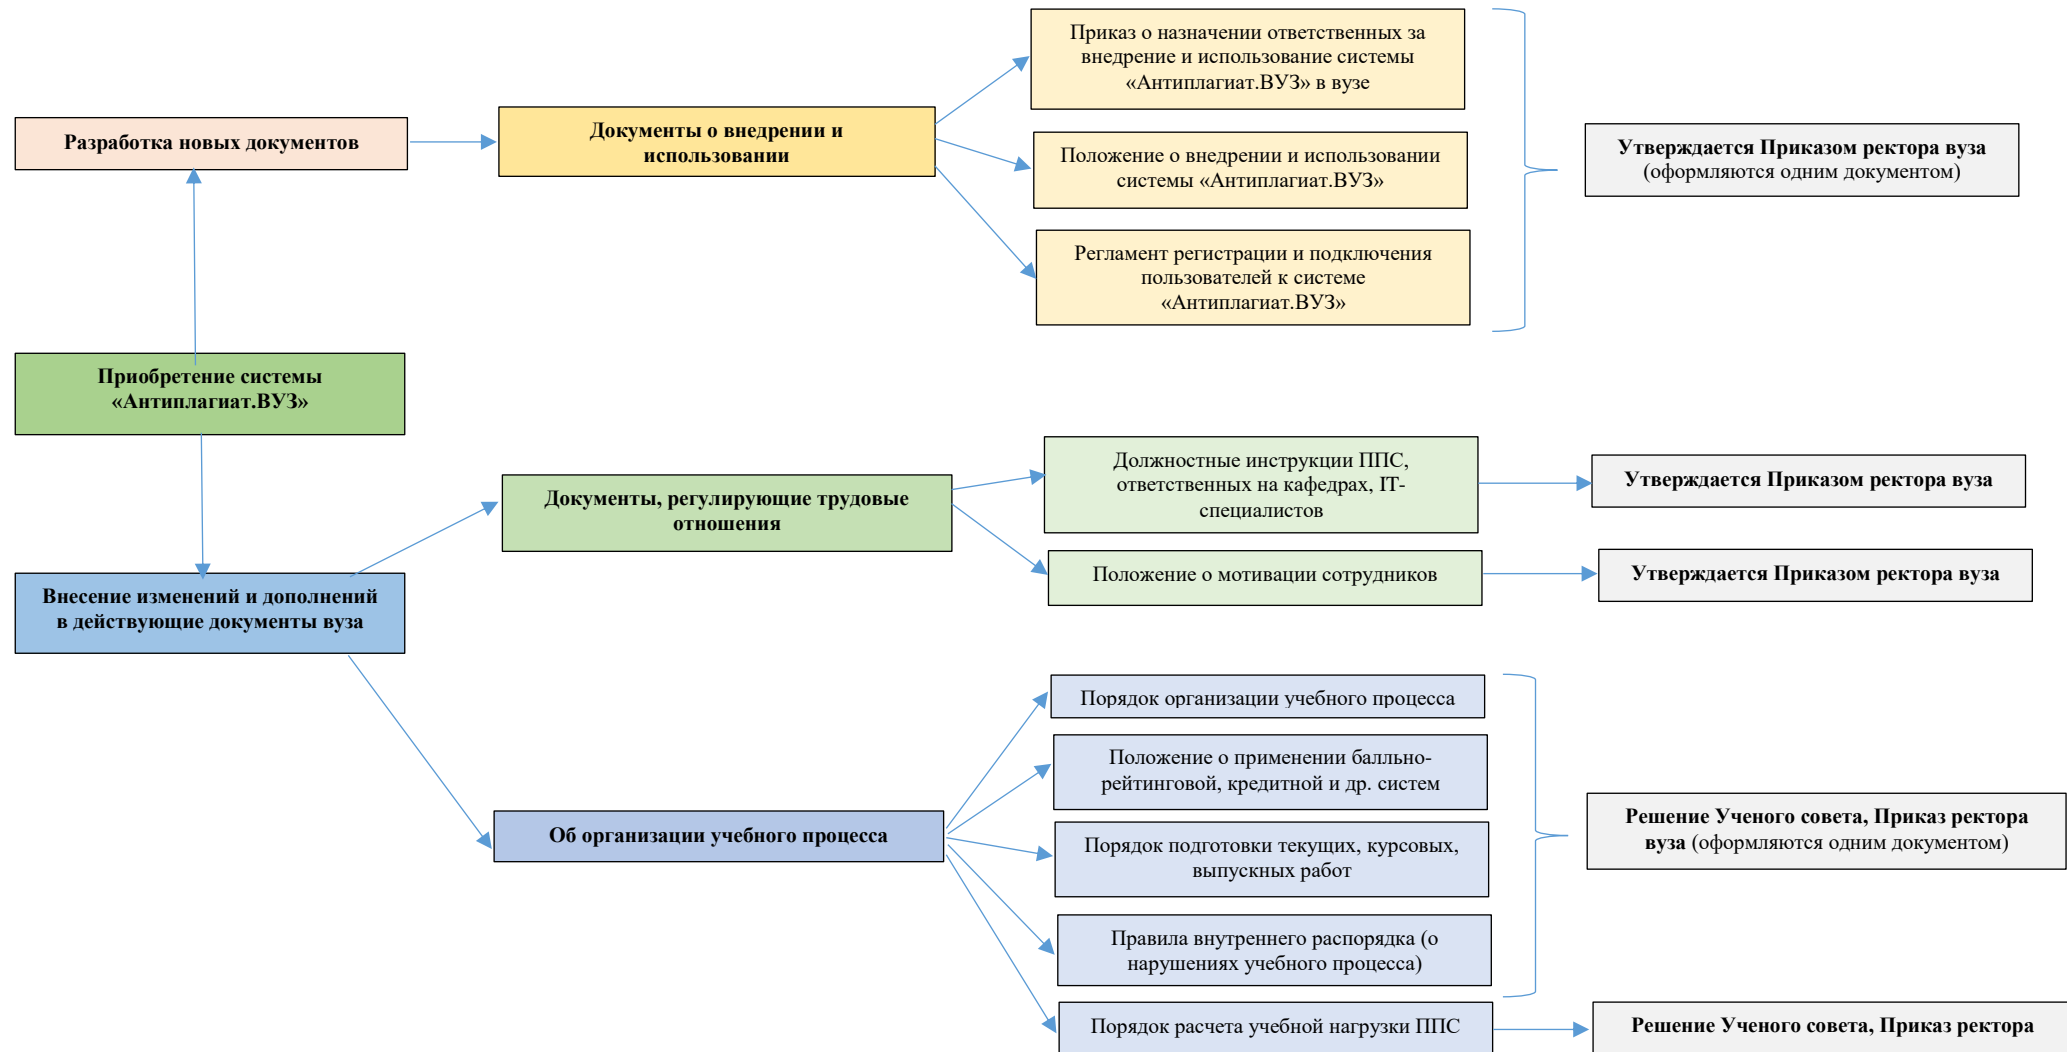 Приказ о назначении ответственных за
внедрение и использование системы
«Антиплагиат.ВУЗ» в вузе
Разработка новых документов
Документы о внедрении и
использовании
Положение о внедрении и использовании
системы «Антиплагиат.ВУЗ»
Утверждается Приказом ректора вуза
(оформляются одним документом)
Регламент регистрации и подключения
пользователей к системе
«Антиплагиат.ВУЗ»
Приобретение системы
«Антиплагиат.ВУЗ»
Документы, регулирующие трудовые
отношения
Должностные инструкции ППС,
ответственных на кафедрах, IT-
специалистов
Утверждается Приказом ректора вуза
Положение о мотивации сотрудников
Утверждается Приказом ректора вуза
Внесение изменений и дополнений
в действующие документы вуза
Порядок организации учебного процесса
Положение о применении балльно-
рейтинговой, кредитной и др. систем
Об организации учебного процесса
Порядок подготовки текущих, курсовых,
выпускных работ
Решение Ученого совета, Приказ ректора
вуза (оформляются одним документом)
Правила внутреннего распорядка (о
нарушениях учебного процесса)
Порядок расчета учебной нагрузки ППС
Решение Ученого совета, Приказ ректора